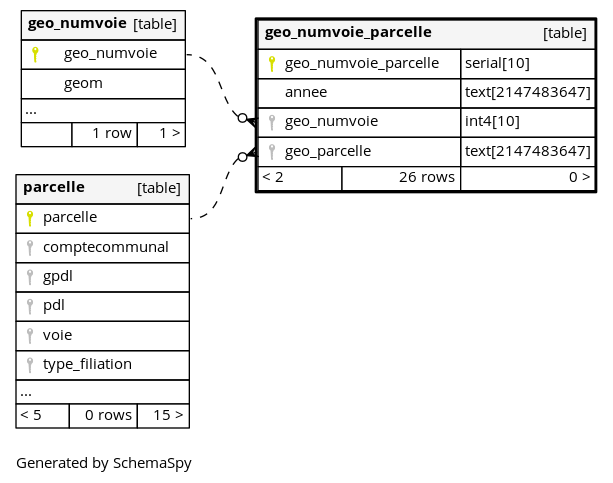 geo_numvoie [table]
geo_numvoie
geom
...
1 row 1 >
geo_numvoie_parcelle [table]
geo_numvoie_parcelle serial[10]
annee text[2147483647]
geo_numvoie int4[10]
geo_parcelle text[2147483647]
< 2 26 rows 0 >
parcelle [table]
parcelle
comptecommunal
gpdl
pdl
voie
type_filiation
...
< 5 0 rows 15 >
Generated by SchemaSpy